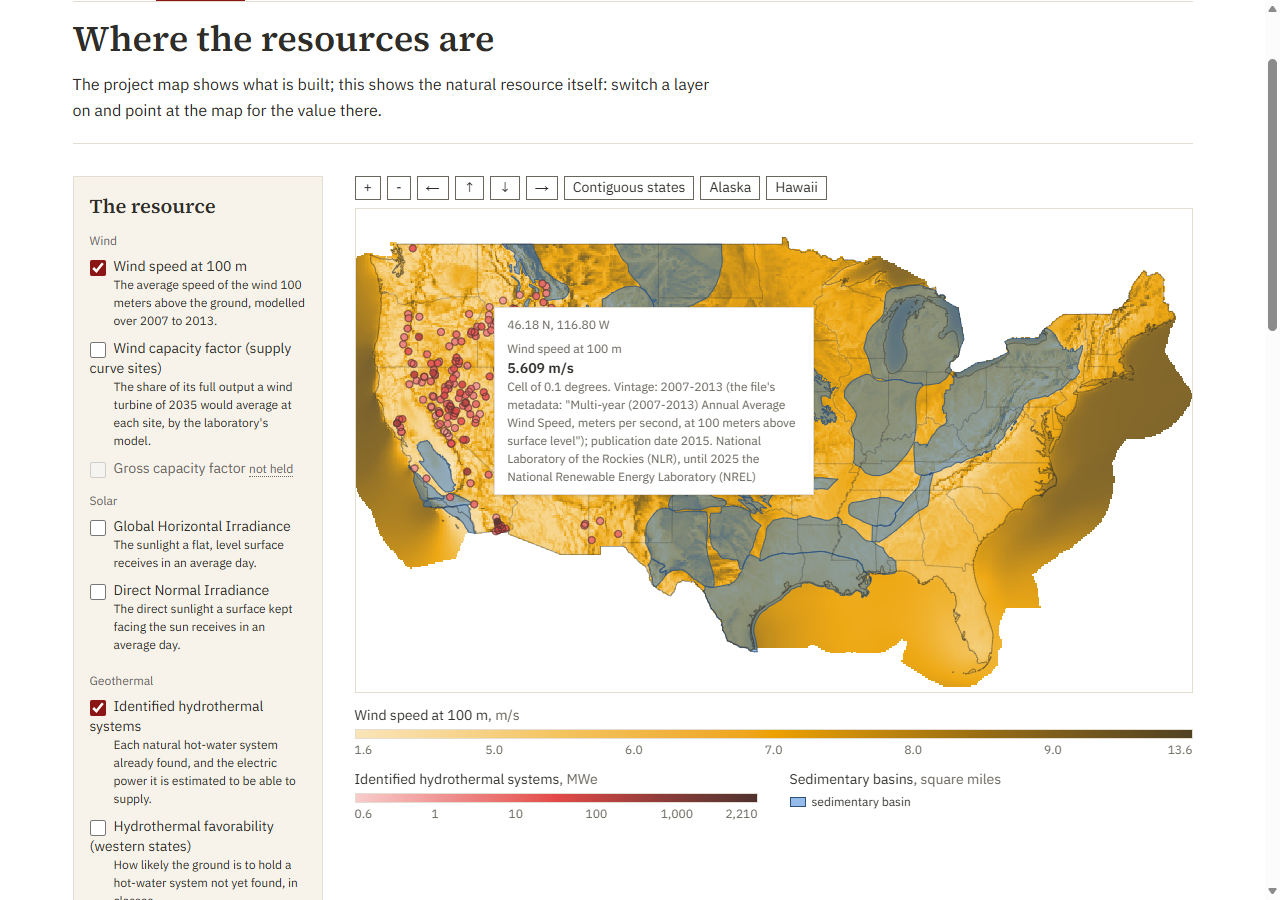 Where the resources are
The project map shows what is built; this shows the natural resource itself: switch a layer
on and point at the map for the value there.
The resource
Wind
Wind speed at 100 m
The average speed of the wind 100
meters above the ground, modelled
over 2007 to 2013.
Wind capacity factor (supply
curve sites)
The share of its full output a wind
turbine of 2035 would average at
each site, by the laboratory's
model.
Gross capacity factor not held
Solar
Global Horizontal Irradiance
The sunlight a flat, level surface
receives in an average day.
Direct Normal Irradiance
The direct sunlight a surface kept
facing the sun receives in an
average day.
Geothermal
Identified hydrothermal
systems
Each natural hot-water system
already found, and the electric
power it is estimated to be able to
supply.
Hydrothermal favorability
(western states)
How likely the ground is to hold a
hot-water system not yet found, in
+ - ← ↑ ↓ → Contiguous states Alaska Hawaii
46.18 N, 116.80 W
Wind speed at 100 m
5.609 m/s
Cell of 0.1 degrees. Vintage: 2007-2013 (the file's
metadata: "Multi-year (2007-2013) Annual Average
Wind Speed, meters per second, at 100 meters above
surface level"); publication date 2015. National
Laboratory of the Rockies (NLR), until 2025 the
National Renewable Energy Laboratory (NREL)
Wind speed at 100 m, m/s
1.6 5.0 6.0 7.0 8.0 9.0 13.6
Identified hydrothermal systems, MWe
0.6 1 10 100 1,000 2,210
Sedimentary basins, square miles
sedimentary basin